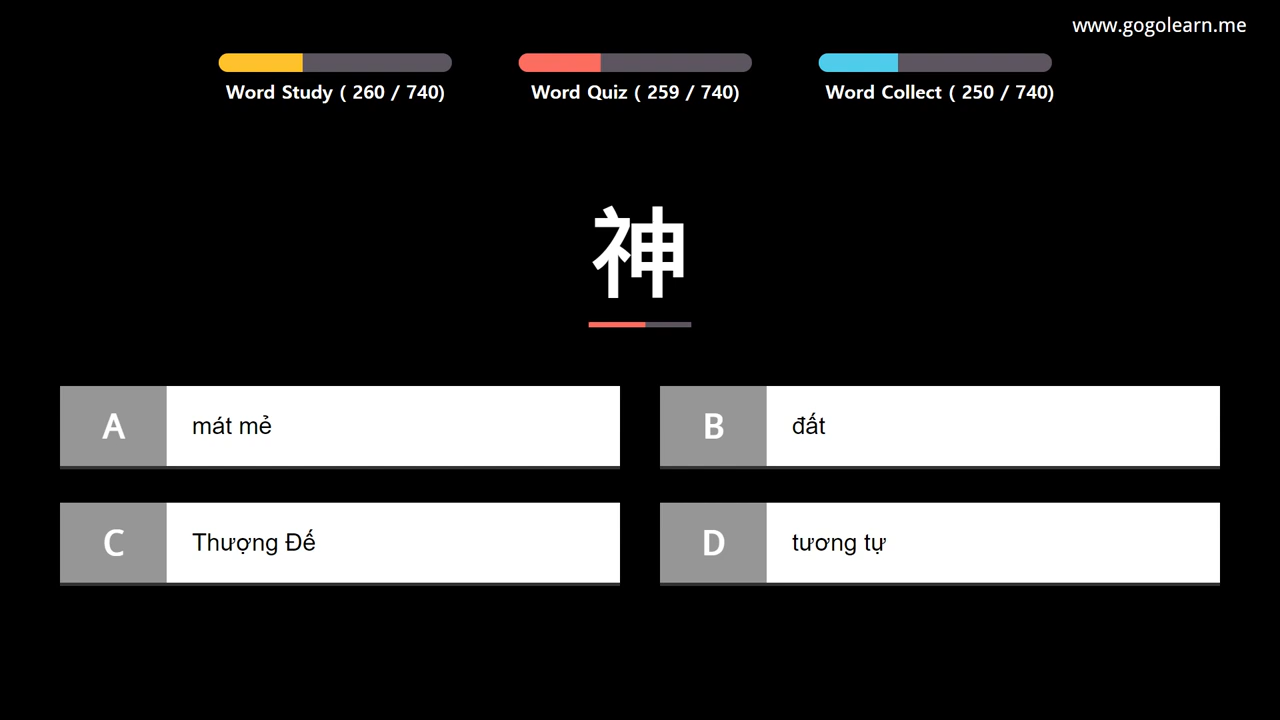 www.gogolearn.me
Word Study ( 260 / 740)
Word Quiz ( 259 / 740)
Word Collect ( 250 / 740)
神
A mát mẻ
B đất
C Thượng Đế
D tương tự